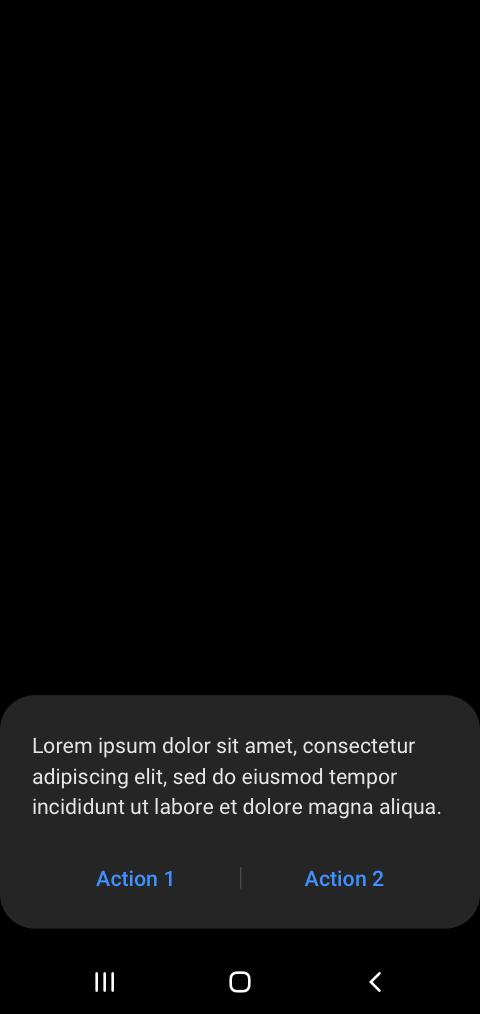 Lorem ipsum dolor sit amet, consectetur
adipiscing elit, sed do eiusmod tempor
incididunt ut labore et dolore magna aliqua.
Action 1
Action 2